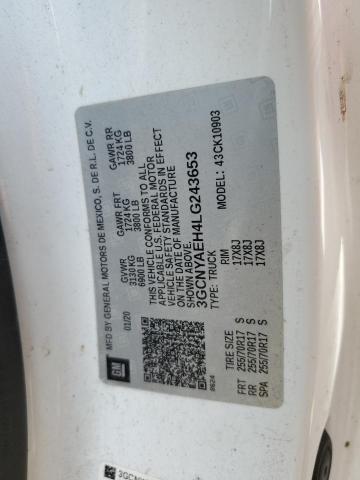 MFD BY GENERAL MOTORS DE MEXICO, S. DE R.L. DE C.V.
01/20
GVWR
3130 KG
6900 LB
GAWR FRT
1724 KG
3800 LB
GAWR RR
1724 KG
3800 LB
GM
THIS VEHICLE CONFORMS TO ALL
U.S. FEDERAL MOTOR
VEHICLE SAFETY STANDARDS IN
EFFECT ON THE DATE OF
MANUFACTURE
SHOWN ABOVE.
3GCNYAEH4LG243653
TYPE: TRUCK
MODEL: 43CK10903
TIRE SIZE RIM
FRT 255/70R17 S 17X8J
RR 255/70R17 S 17X8J
SPA 255/70R17 S 17X8J